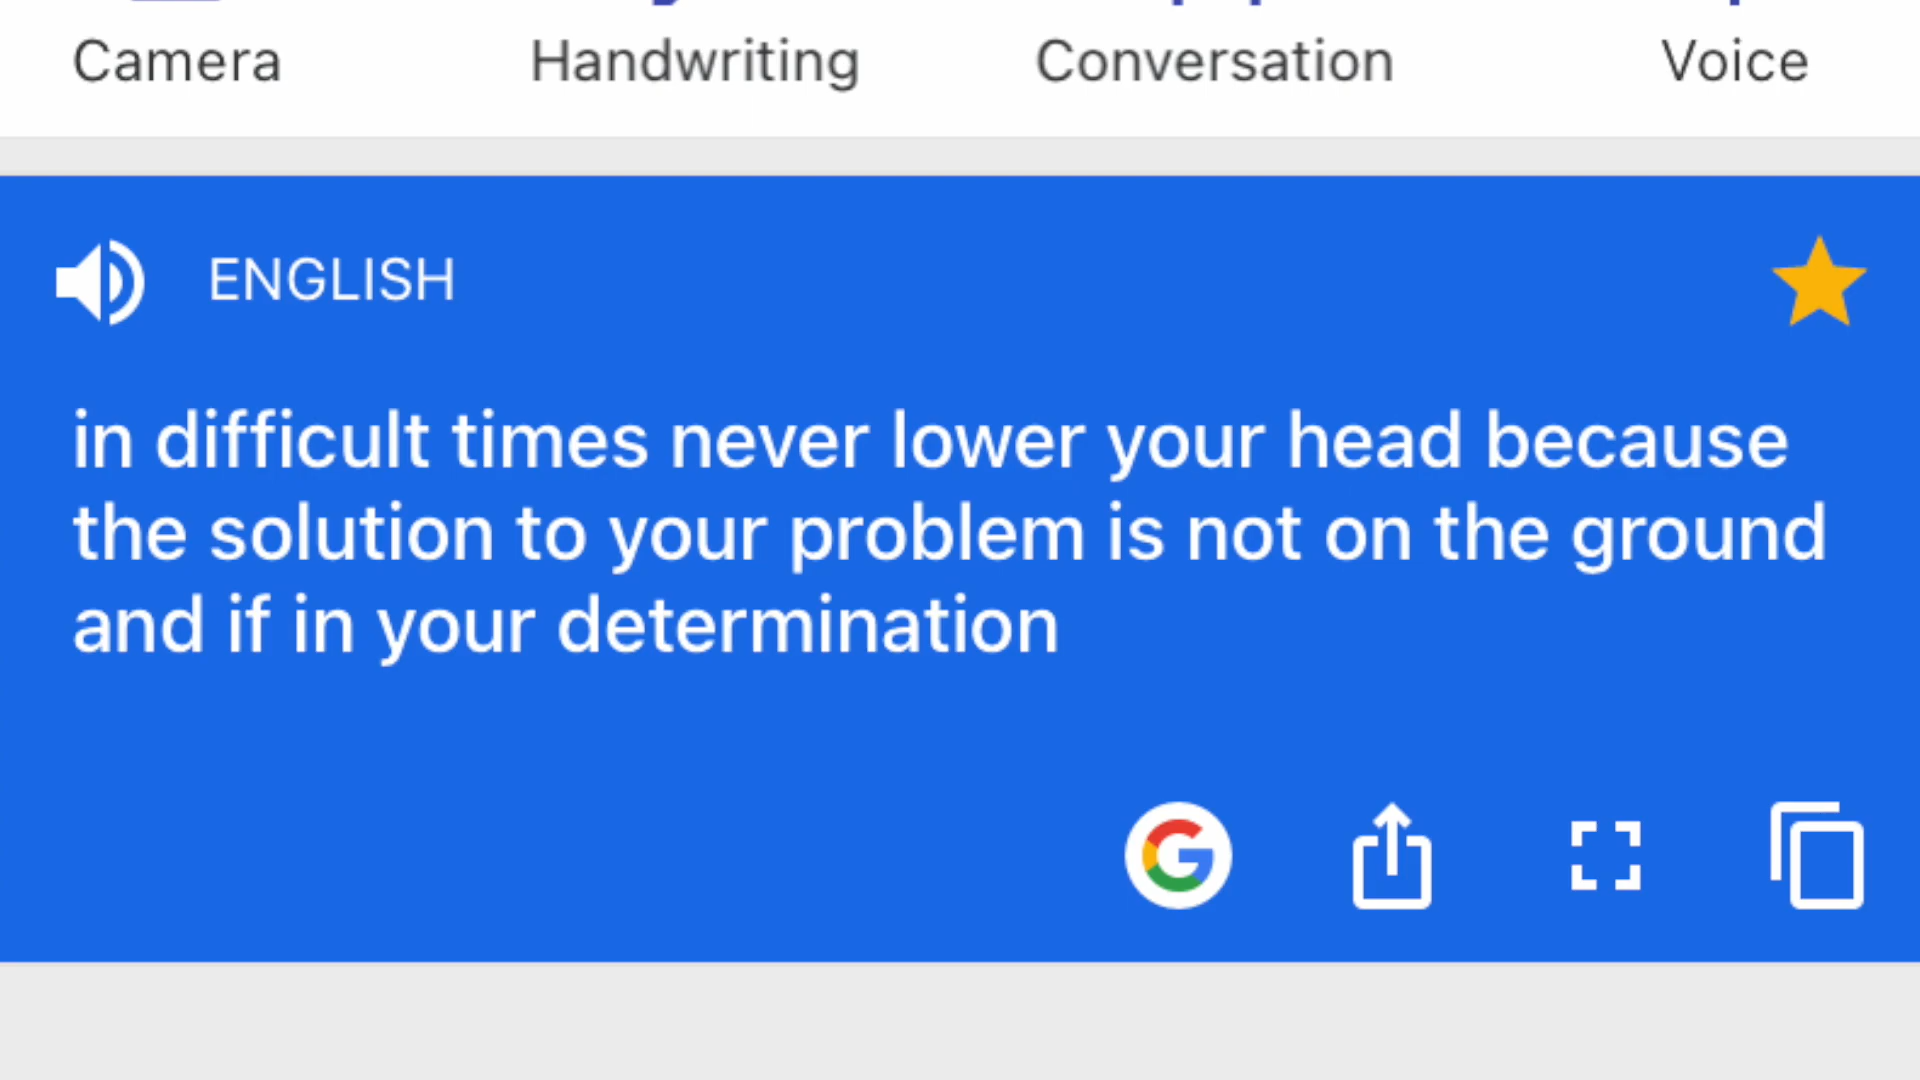 Camera Handwriting Conversation Voice
ENGLISH
in difficult times never lower your head because
the solution to your problem is not on the ground
and if in your determination